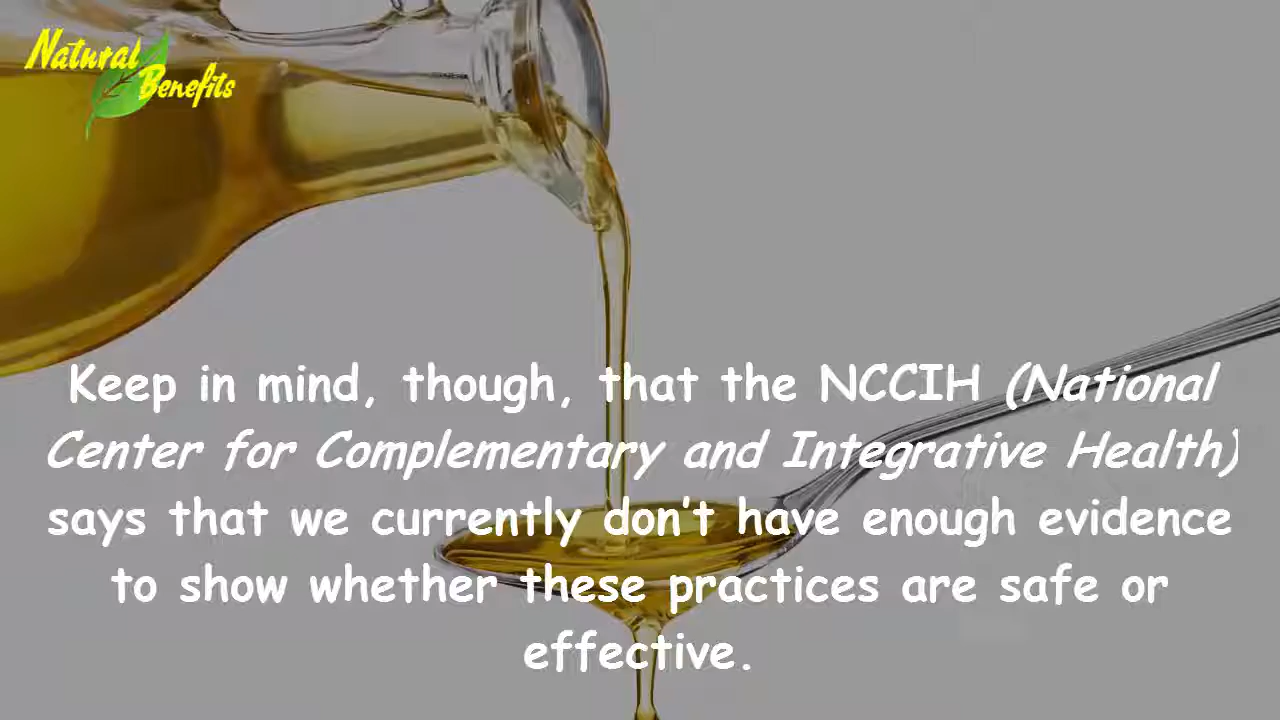 Natural
Benefits
Keep in mind, though, that the NCCIH (National
Center for Complementary and Integrative Health)
says that we currently don't have enough evidence
to show whether these practices are safe or
effective.